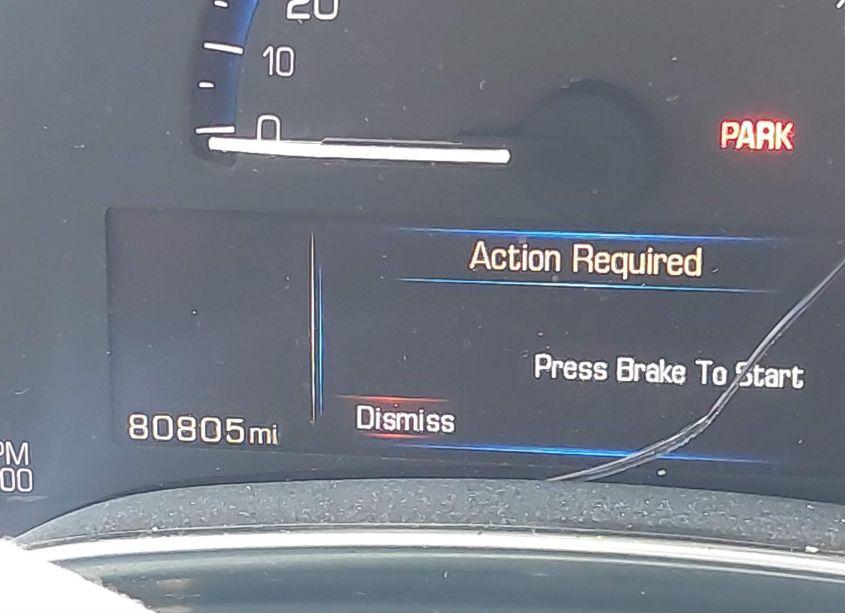 20
10
0
PARK
Action Required
Press Brake To Start
Dismiss
80805mi
PM
00